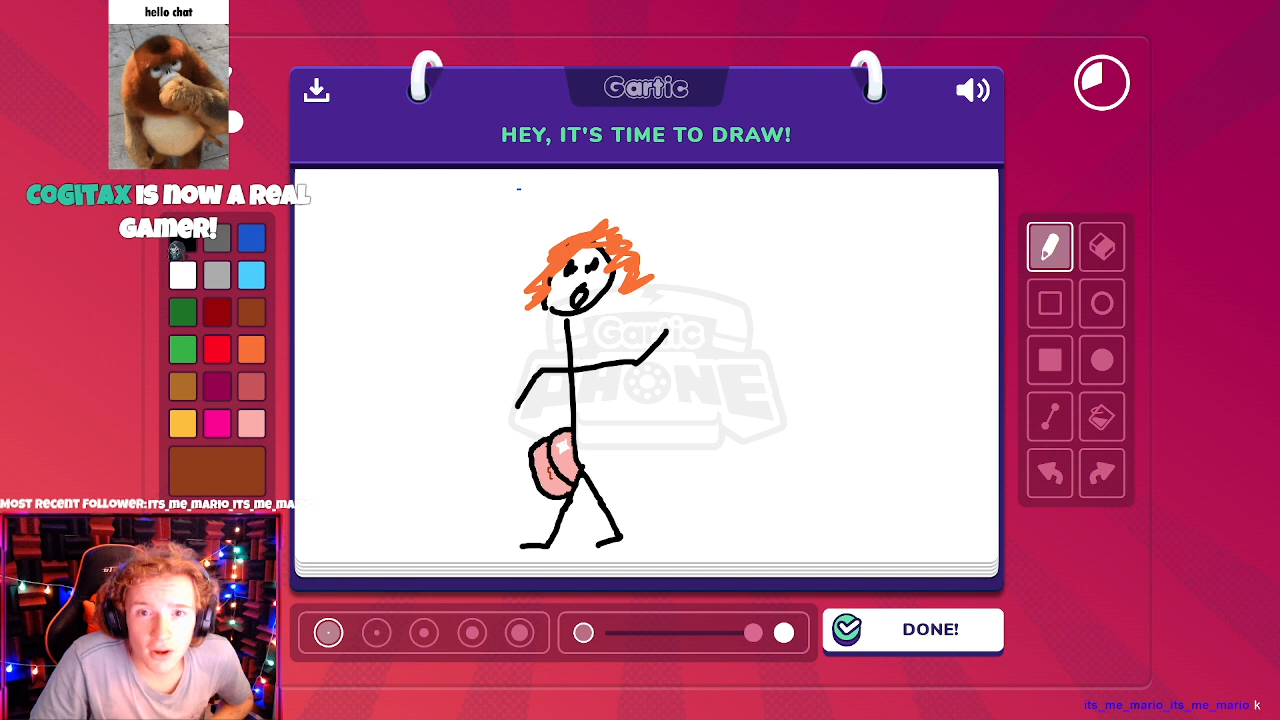 hello chat
COGITAX IS NOW A REAL
GAMER!
Gartic
HEY, IT'S TIME TO DRAW!
Gartic
PHONE
MOST RECENT FOLLOWER:ITS_ME_MARIO_ITS_ME_MA
DONE!
its_me_mario_its_me_mario k